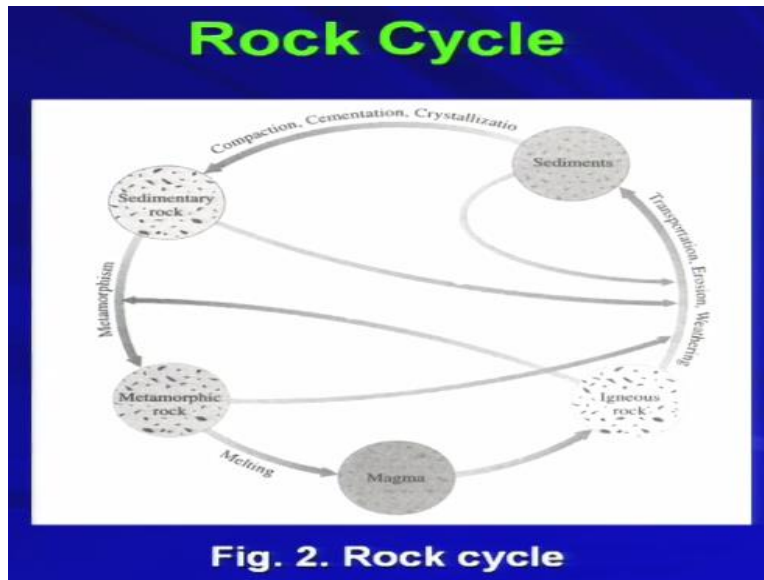 Rock Cycle
Compaction, Cementation, Crystallizatio
Sediments
Sedimentary
rock
Transportation, Erosion, Weathering
Metamorphism
Metamorphic
rock
Igneous
rock
Melting
Magma
Fig. 2. Rock cycle